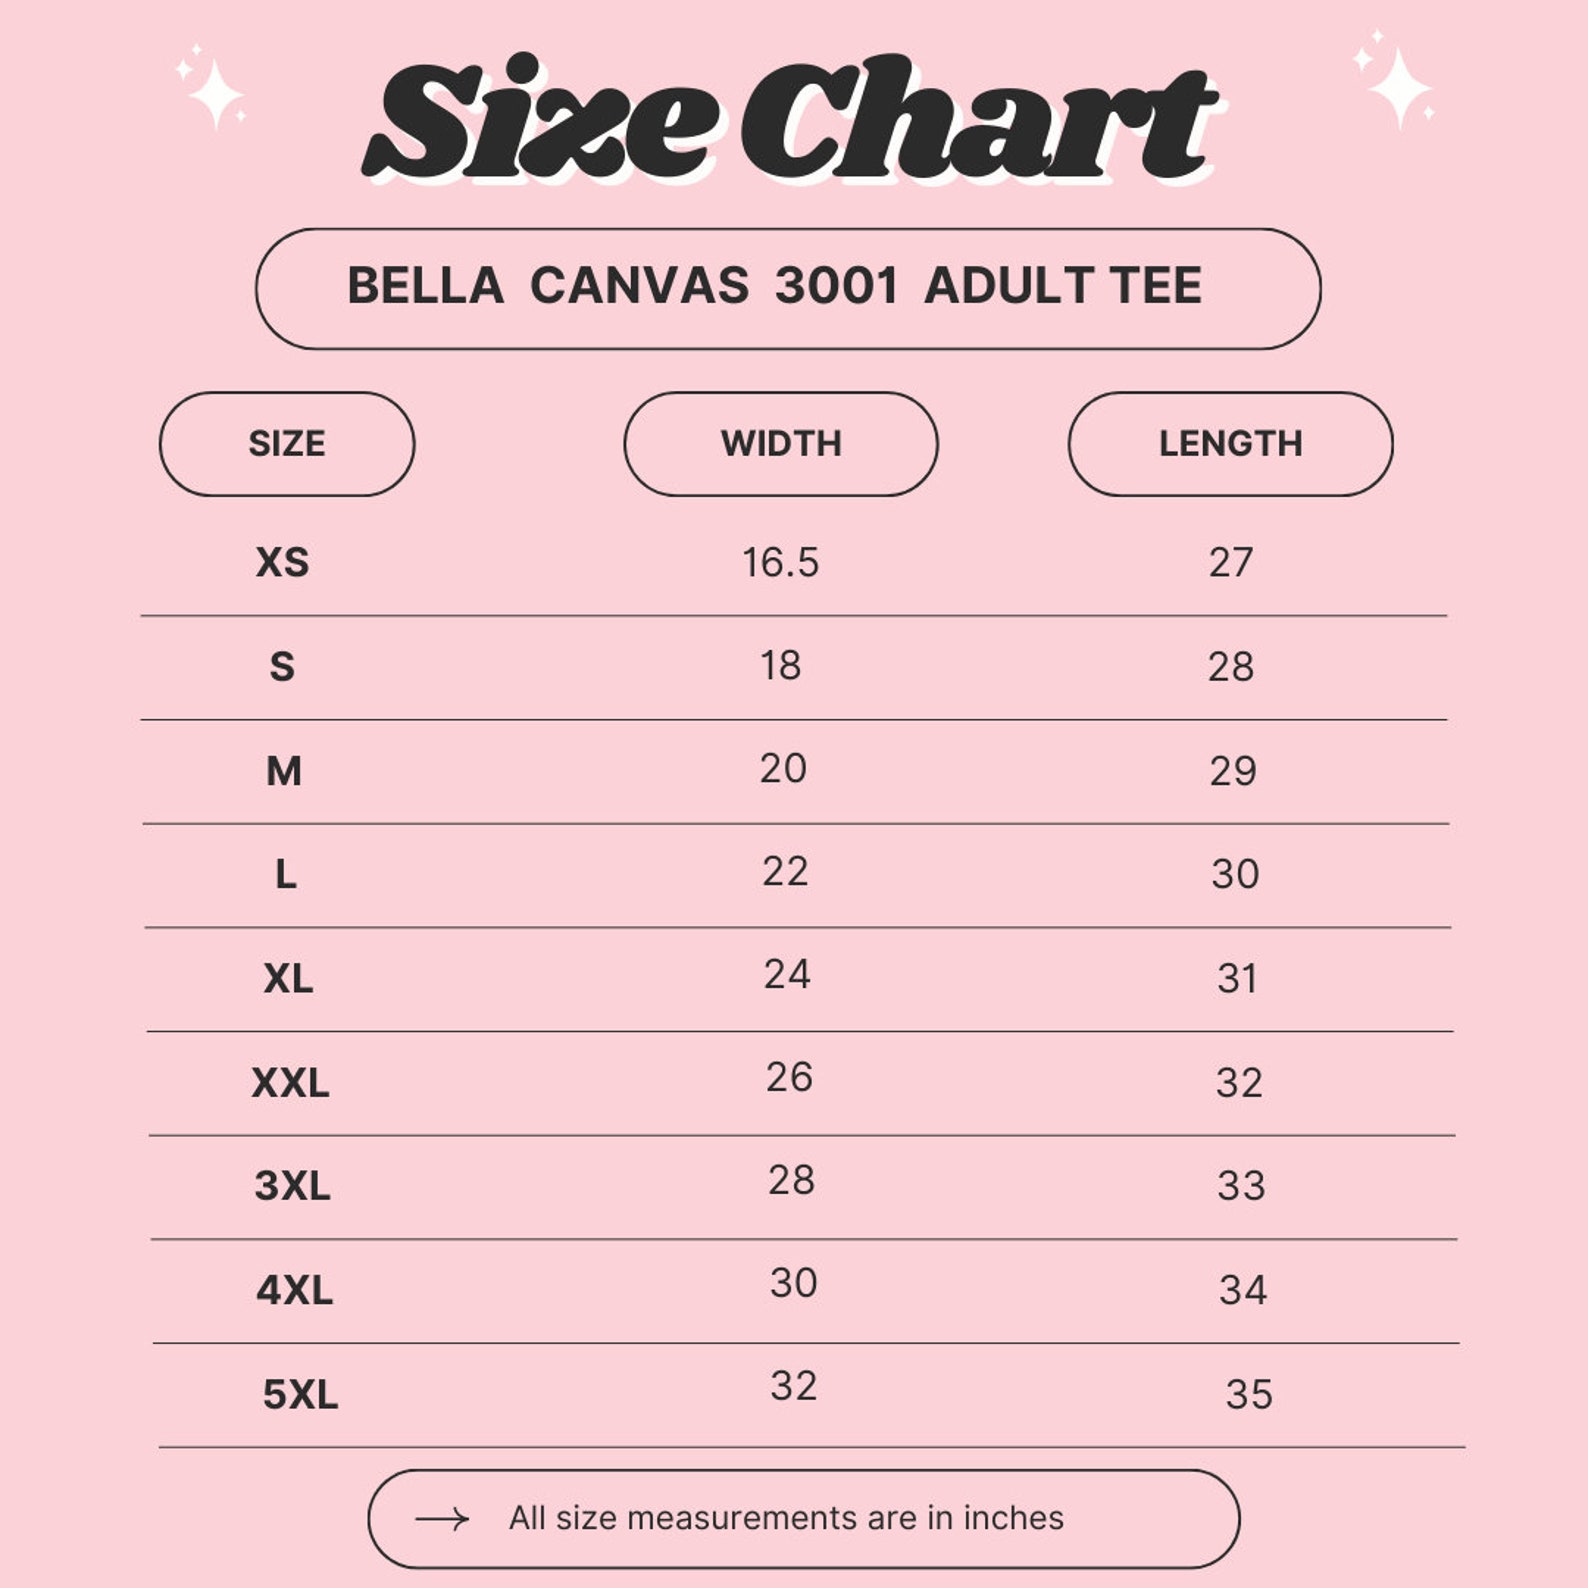 Size Chart
BELLA CANVAS 3001 ADULT TEE
SIZE WIDTH LENGTH
XS 16.5 27
S 18 28
M 20 29
L 22 30
XL 24 31
XXL 26 32
3XL 28 33
4XL 30 34
5XL 32 35
→ All size measurements are in inches